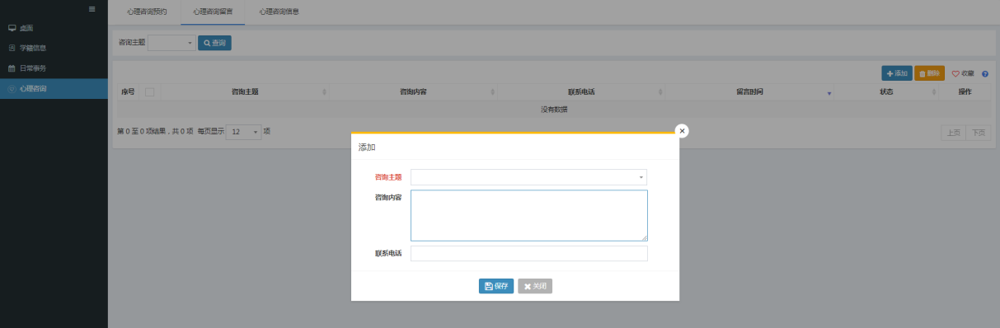 心理咨询预约 心理咨询留言 心理咨询信息
桌面
学籍信息
日常事务
心理咨询
咨询主题 查询
添加 删除 收藏
序号 咨询主题 咨询内容 联系电话 留言时间 状态 操作
没有数据
第 0 至 0 项结果，共 0 项 每页显示 12 项
上页 下页
添加
咨询主题
咨询内容
联系电话
保存 关闭